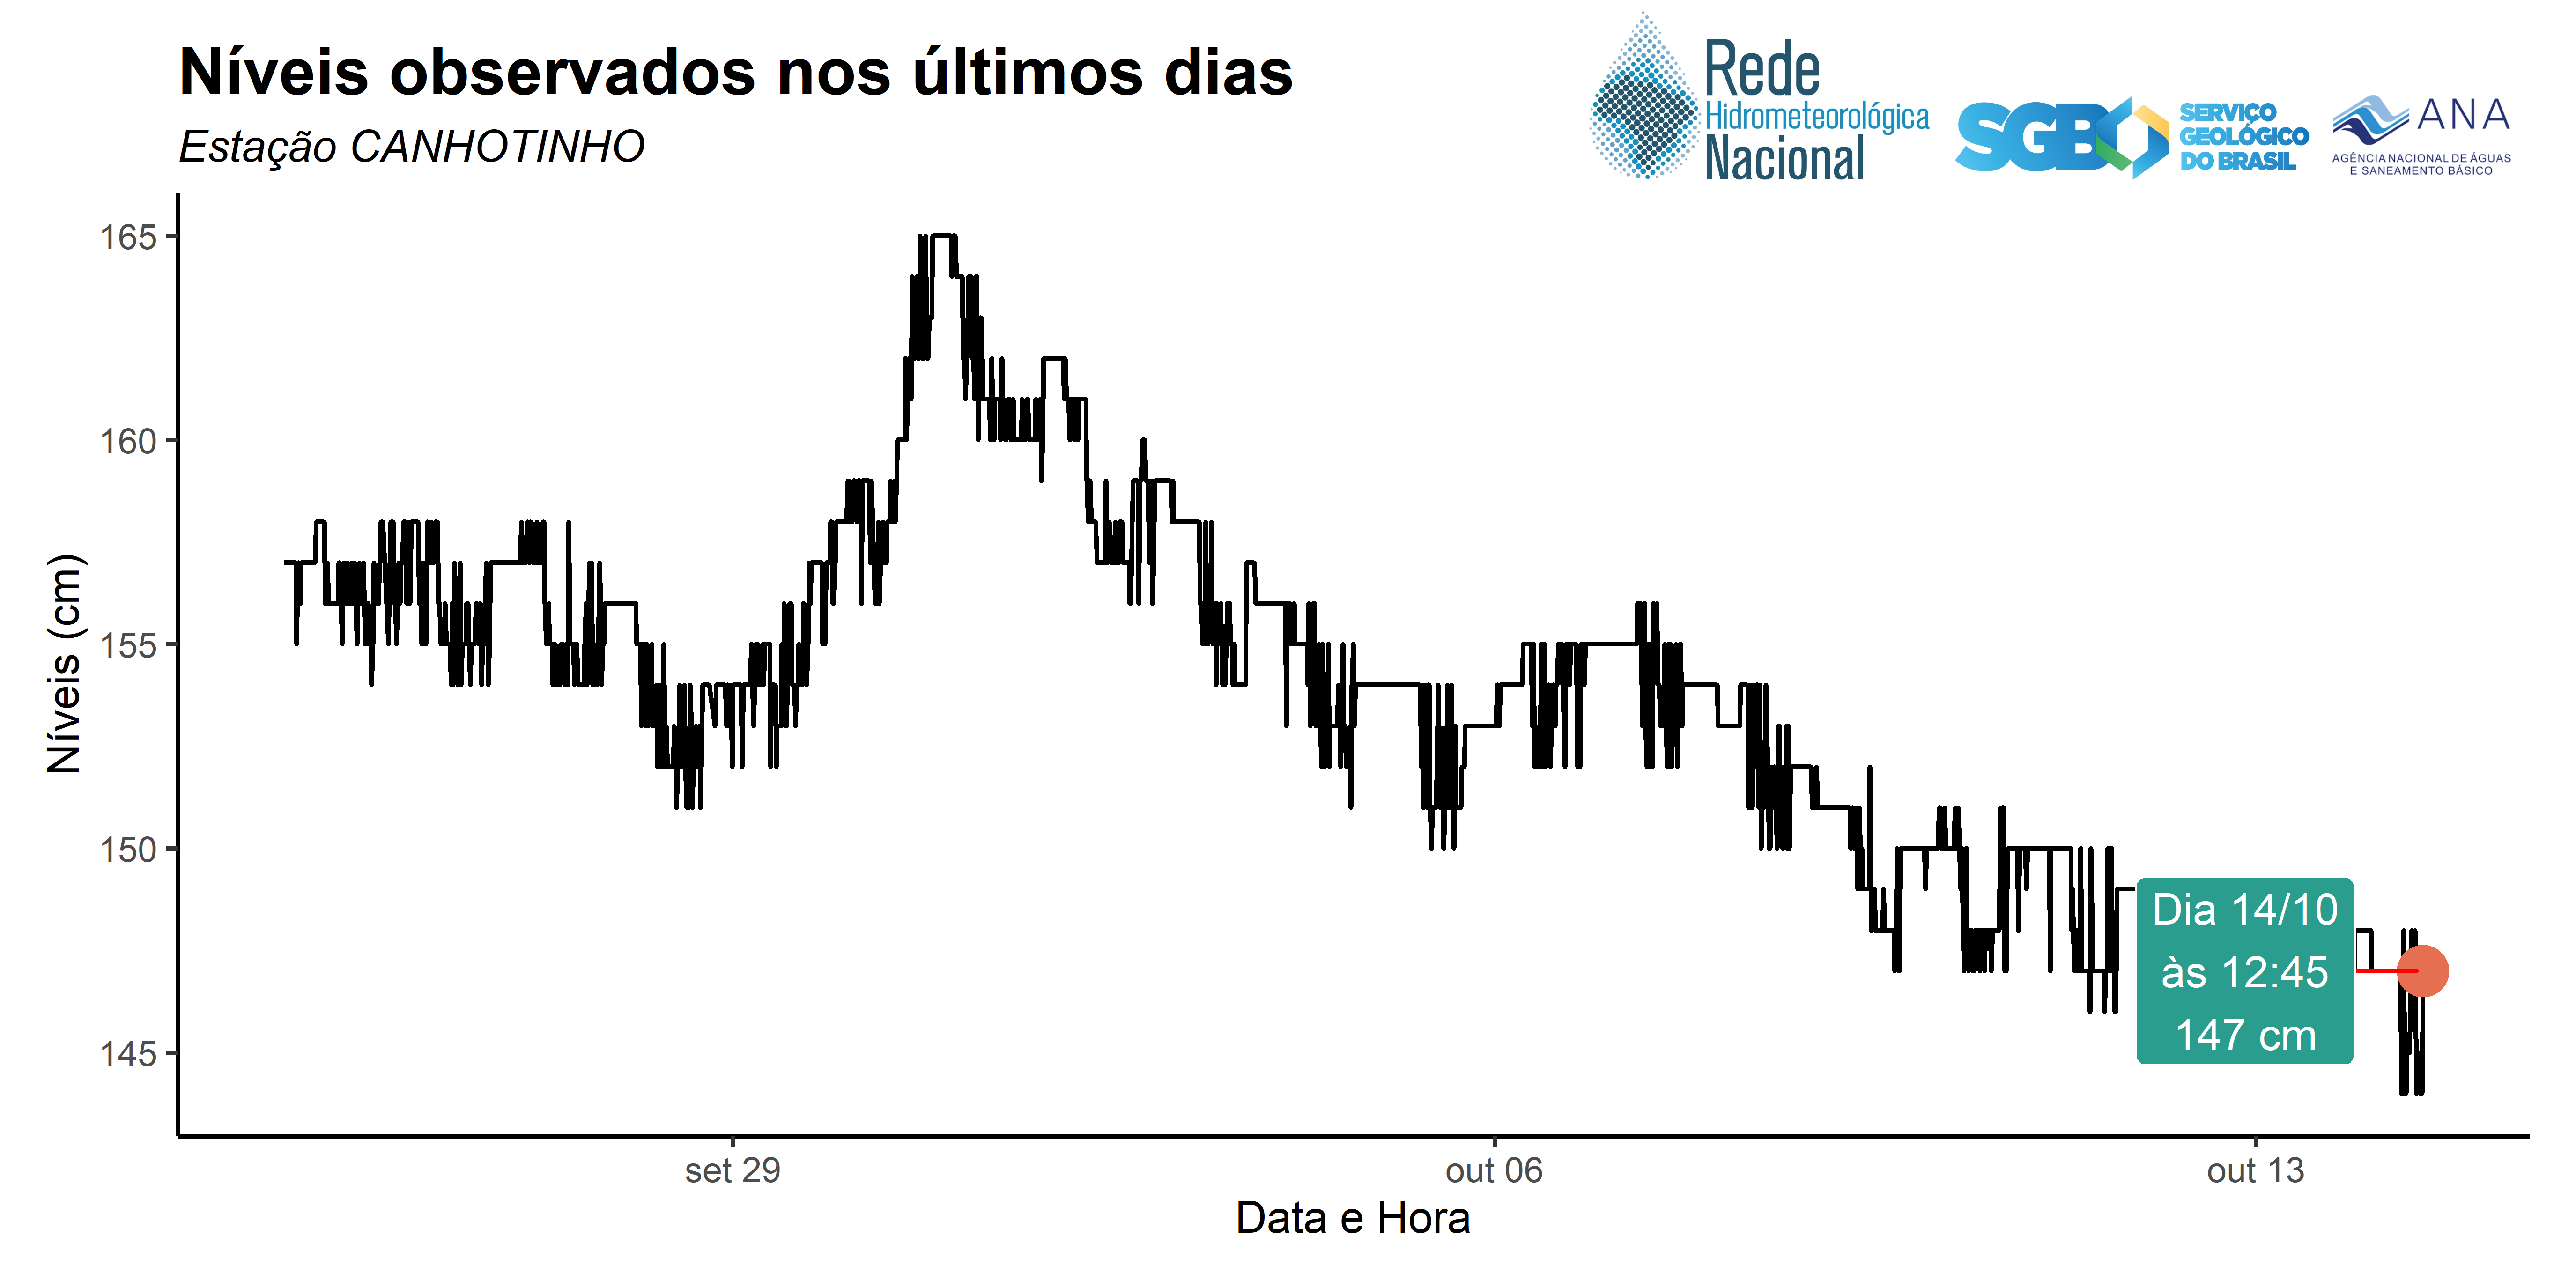 Níveis observados nos últimos dias
Estação CANHOTINHO
Rede
Hidrometeorológica
Nacional
SGB
SERVIÇO
GEOLÓGICO
DO BRASIL
ANA
AGÊNCIA NACIONAL DE ÁGUAS
E SANEAMENTO BÁSICO
Níveis (cm)
165
160
155
150
145
Dia 14/10
às 12:45
147 cm
set 29
out 06
out 13
Data e Hora